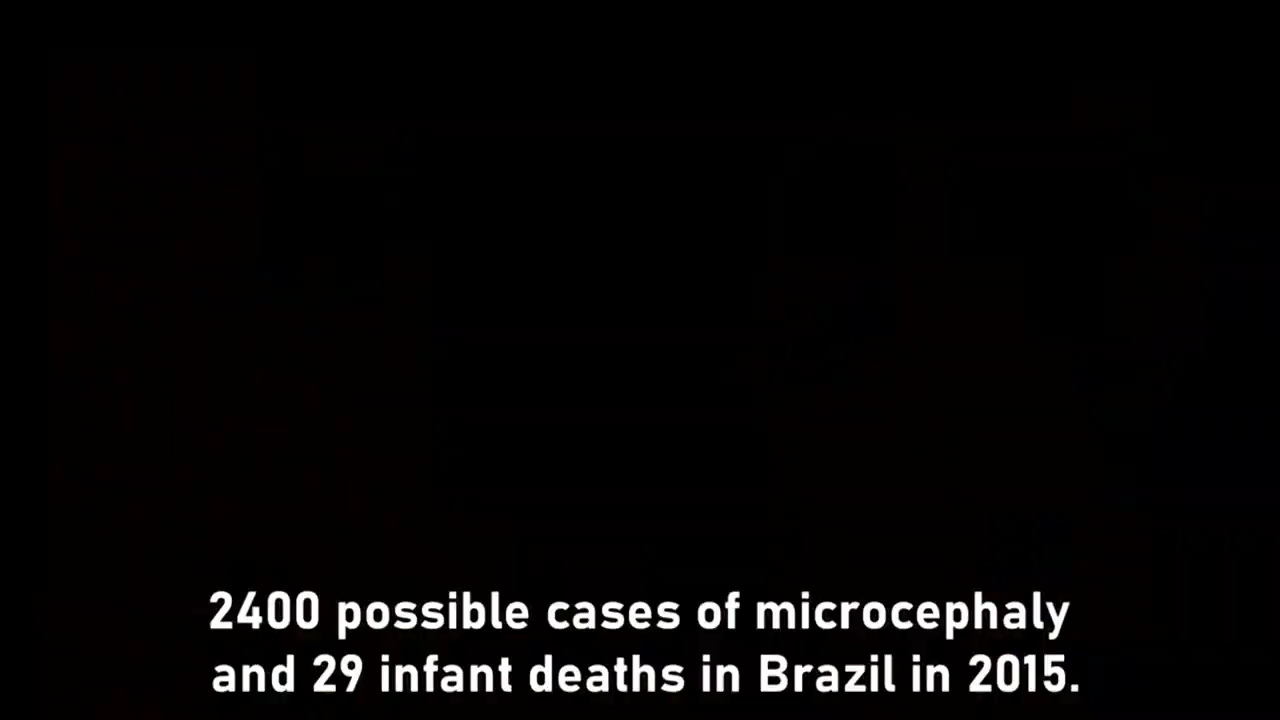 2400 possible cases of microcephaly
and 29 infant deaths in Brazil in 2015.